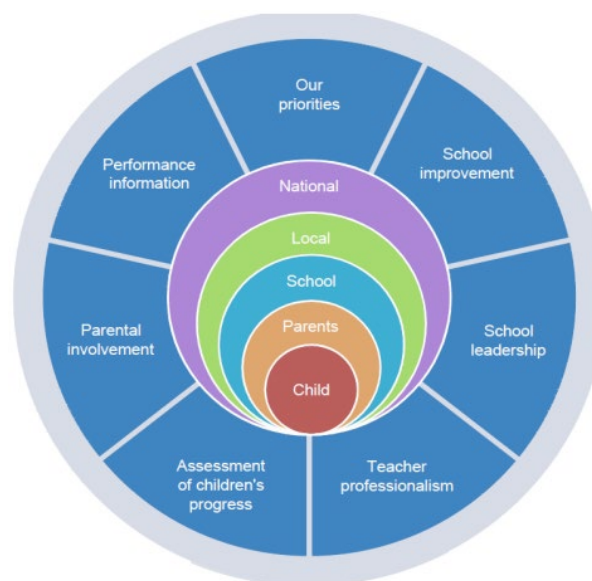 Our
priorities
School
improvement
School
leadership
Teacher
professionalism
Assessment
of children's
progress
Parental
involvement
Performance
information
National
Local
School
Parents
Child